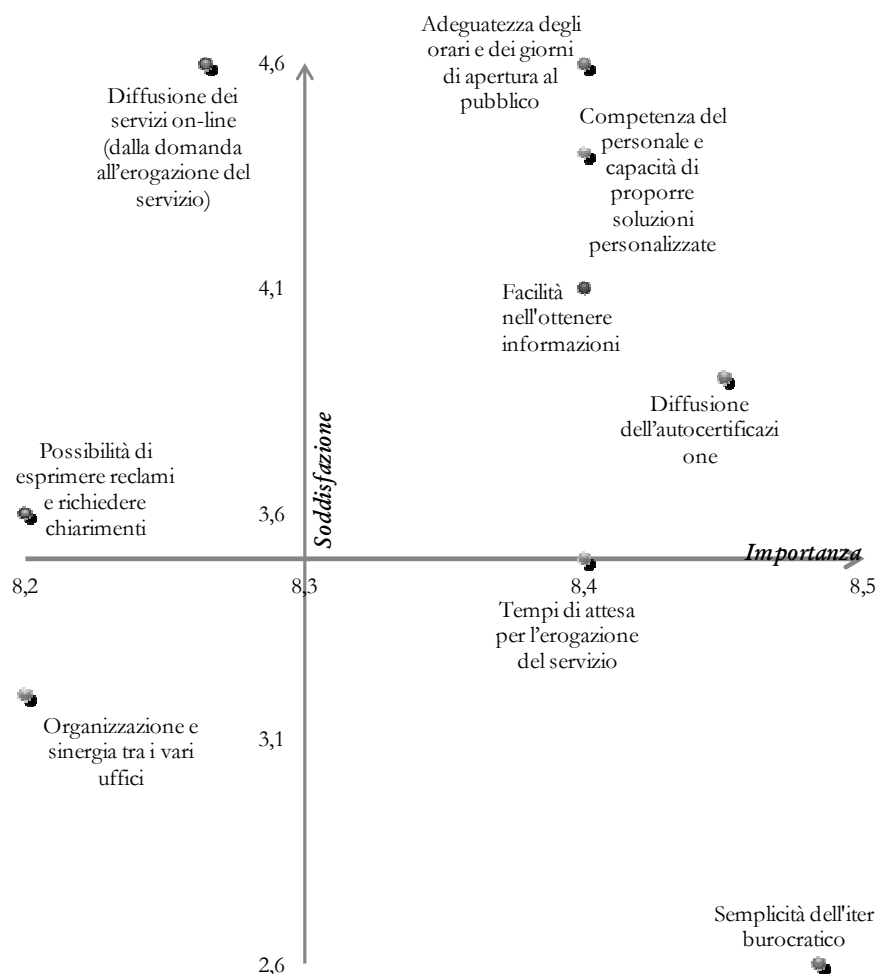 Adeguatezza degli
orari e dei giorni
di apertura al
pubblico
4,6
Diffusione dei
servizi on-line
(dalla domanda
all'erogazione del
servizio)
Competenza del
personale e
capacità di
proporre
soluzioni
personalizzate
4,1
Facilità
nell'ottenere
informazioni
Diffusione
dell'autocertificazi
one
Soddisfazione
Possibilità di
esprimere reclami
e richiedere
chiarimenti
3,6
Importanza
8,2
8,3
8,4
8,5
Tempi di attesa
per l'erogazione
del servizio
Organizzazione e
sinergia tra i vari
uffici
3,1
Semplicità dell'iter
burocratico
2,6